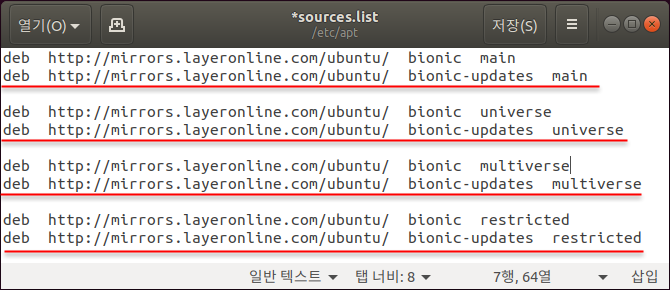 열기(O)
*sources.list
/etc/apt
저장(S)
deb  http://mirrors.layeronline.com/ubuntu/  bionic  main
deb  http://mirrors.layeronline.com/ubuntu/  bionic-updates  main
deb  http://mirrors.layeronline.com/ubuntu/  bionic  universe
deb  http://mirrors.layeronline.com/ubuntu/  bionic-updates  universe
deb  http://mirrors.layeronline.com/ubuntu/  bionic  multiverse
deb  http://mirrors.layeronline.com/ubuntu/  bionic-updates  multiverse
deb  http://mirrors.layeronline.com/ubuntu/  bionic  restricted
deb  http://mirrors.layeronline.com/ubuntu/  bionic-updates  restricted
일반 텍스트 탭 너비: 8 7행, 64열 삽입